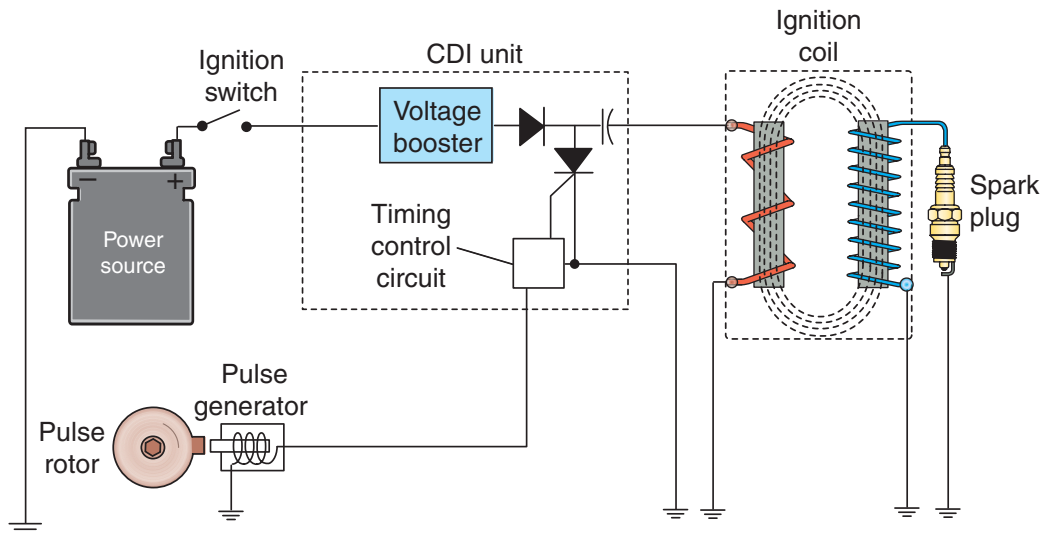 Ignition
coil
CDI unit
Ignition
switch
Voltage
booster
− +
Power
source
Timing
control
circuit
Spark
plug
Pulse
generator
Pulse
rotor